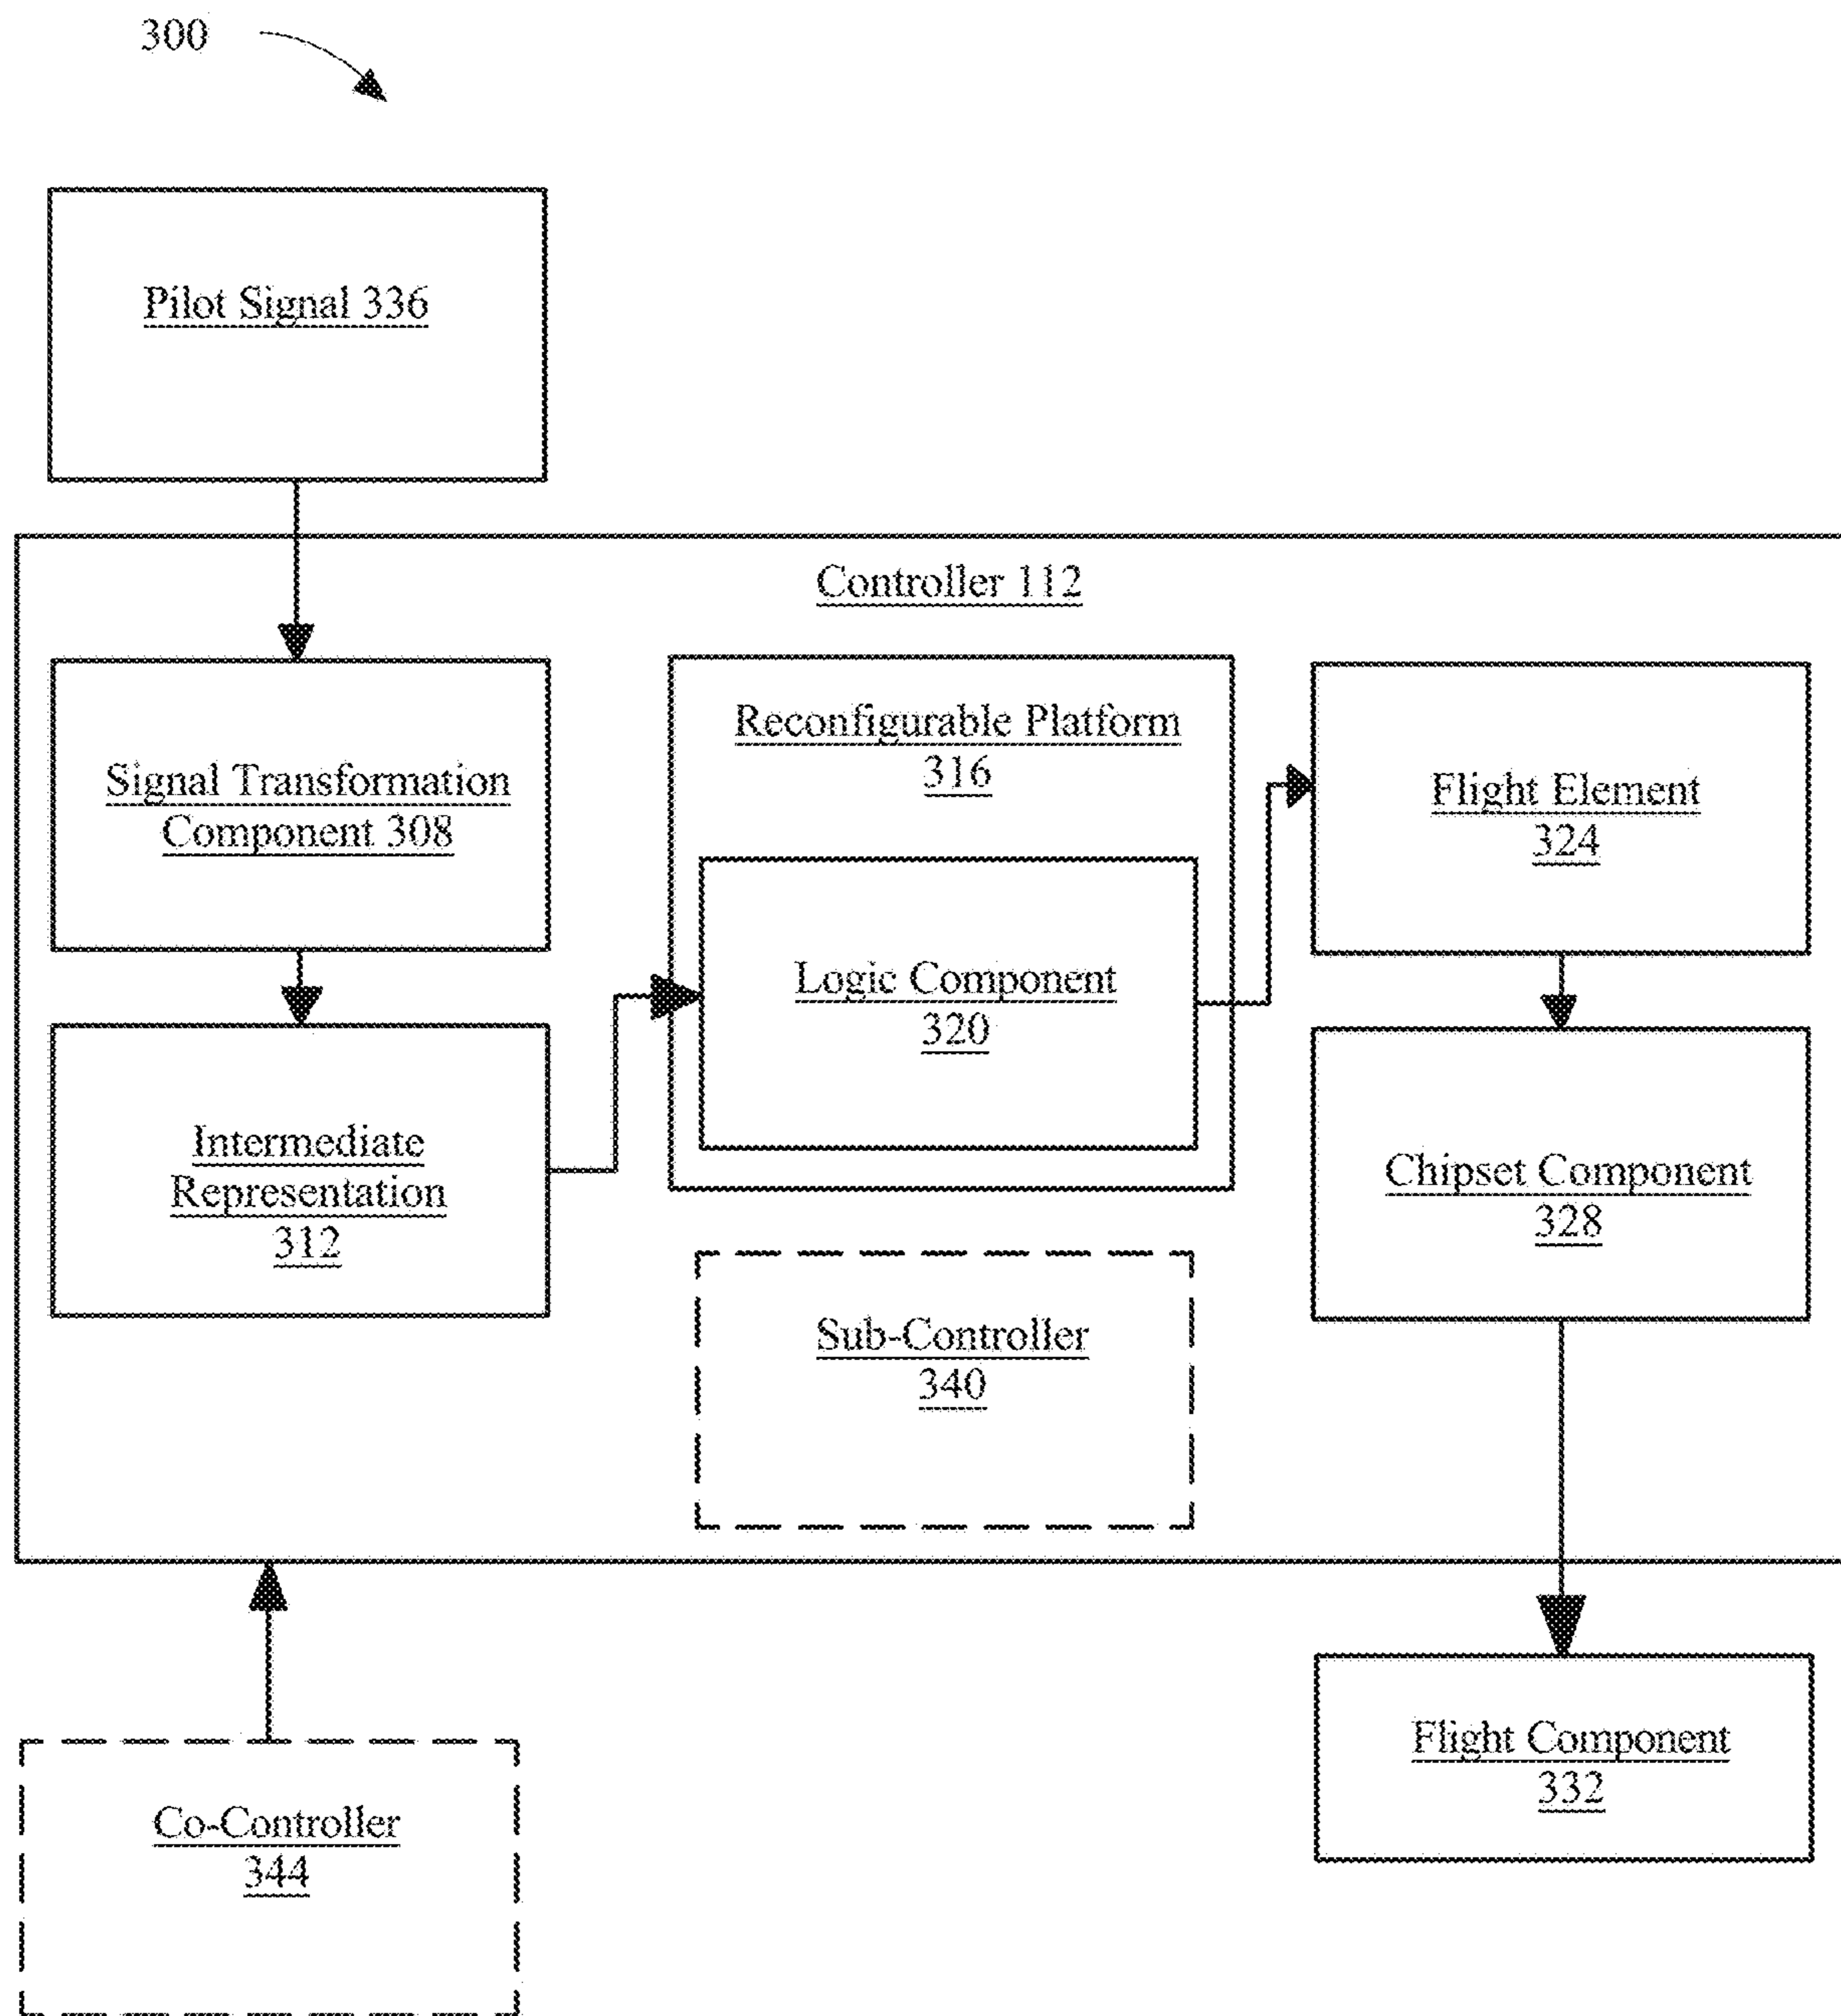 300
Pilot Signal 336
Controller 112
Signal Transformation
Component 308
Intermediate
Representation
312
Reconfigurable Platform
316
Logic Component
320
Sub-Controller
340
Flight Element
324
Chipset Component
328
Co-Controller
344
Flight Component
332